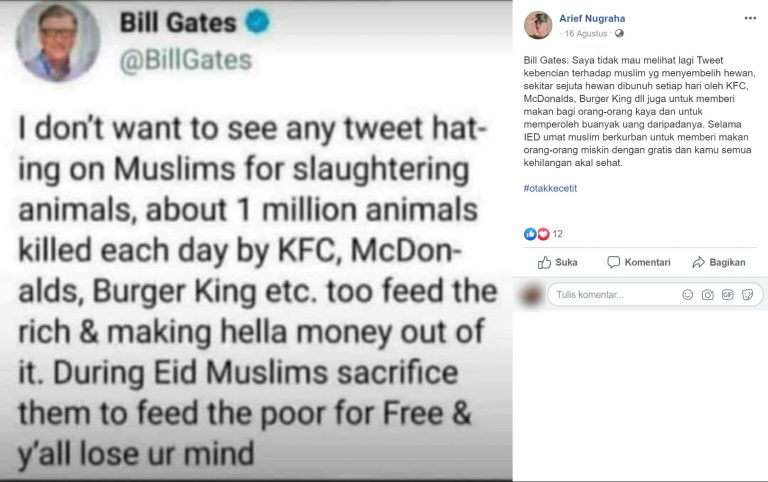 Bill Gates
@BillGates
I don't want to see any tweet hat-
ing on Muslims for slaughtering
animals, about 1 million animals
killed each day by KFC, McDon-
alds, Burger King etc. too feed the
rich & making hella money out of
it. During Eid Muslims sacrifice
them to feed the poor for Free &
y'all lose ur mind
Arief Nugraha
· 16 Agustus ·
Bill Gates: Saya tidak mau melihat lagi Tweet
kebencian terhadap muslim yg menyembelih hewan,
sekitar sejuta hewan dibunuh setiap hari oleh KFC,
McDonalds, Burger King dll juga untuk memberi
makan bagi orang-orang kaya dan untuk
memperoleh buanyak uang daripadanya. Selama
IED umat muslim berkurban untuk memberi makan
orang-orang miskin dengan gratis dan kamu semua
kehilangan akal sehat.
#otakkecetit
12
Suka Komentari Bagikan
Tulis komentar...
GIF